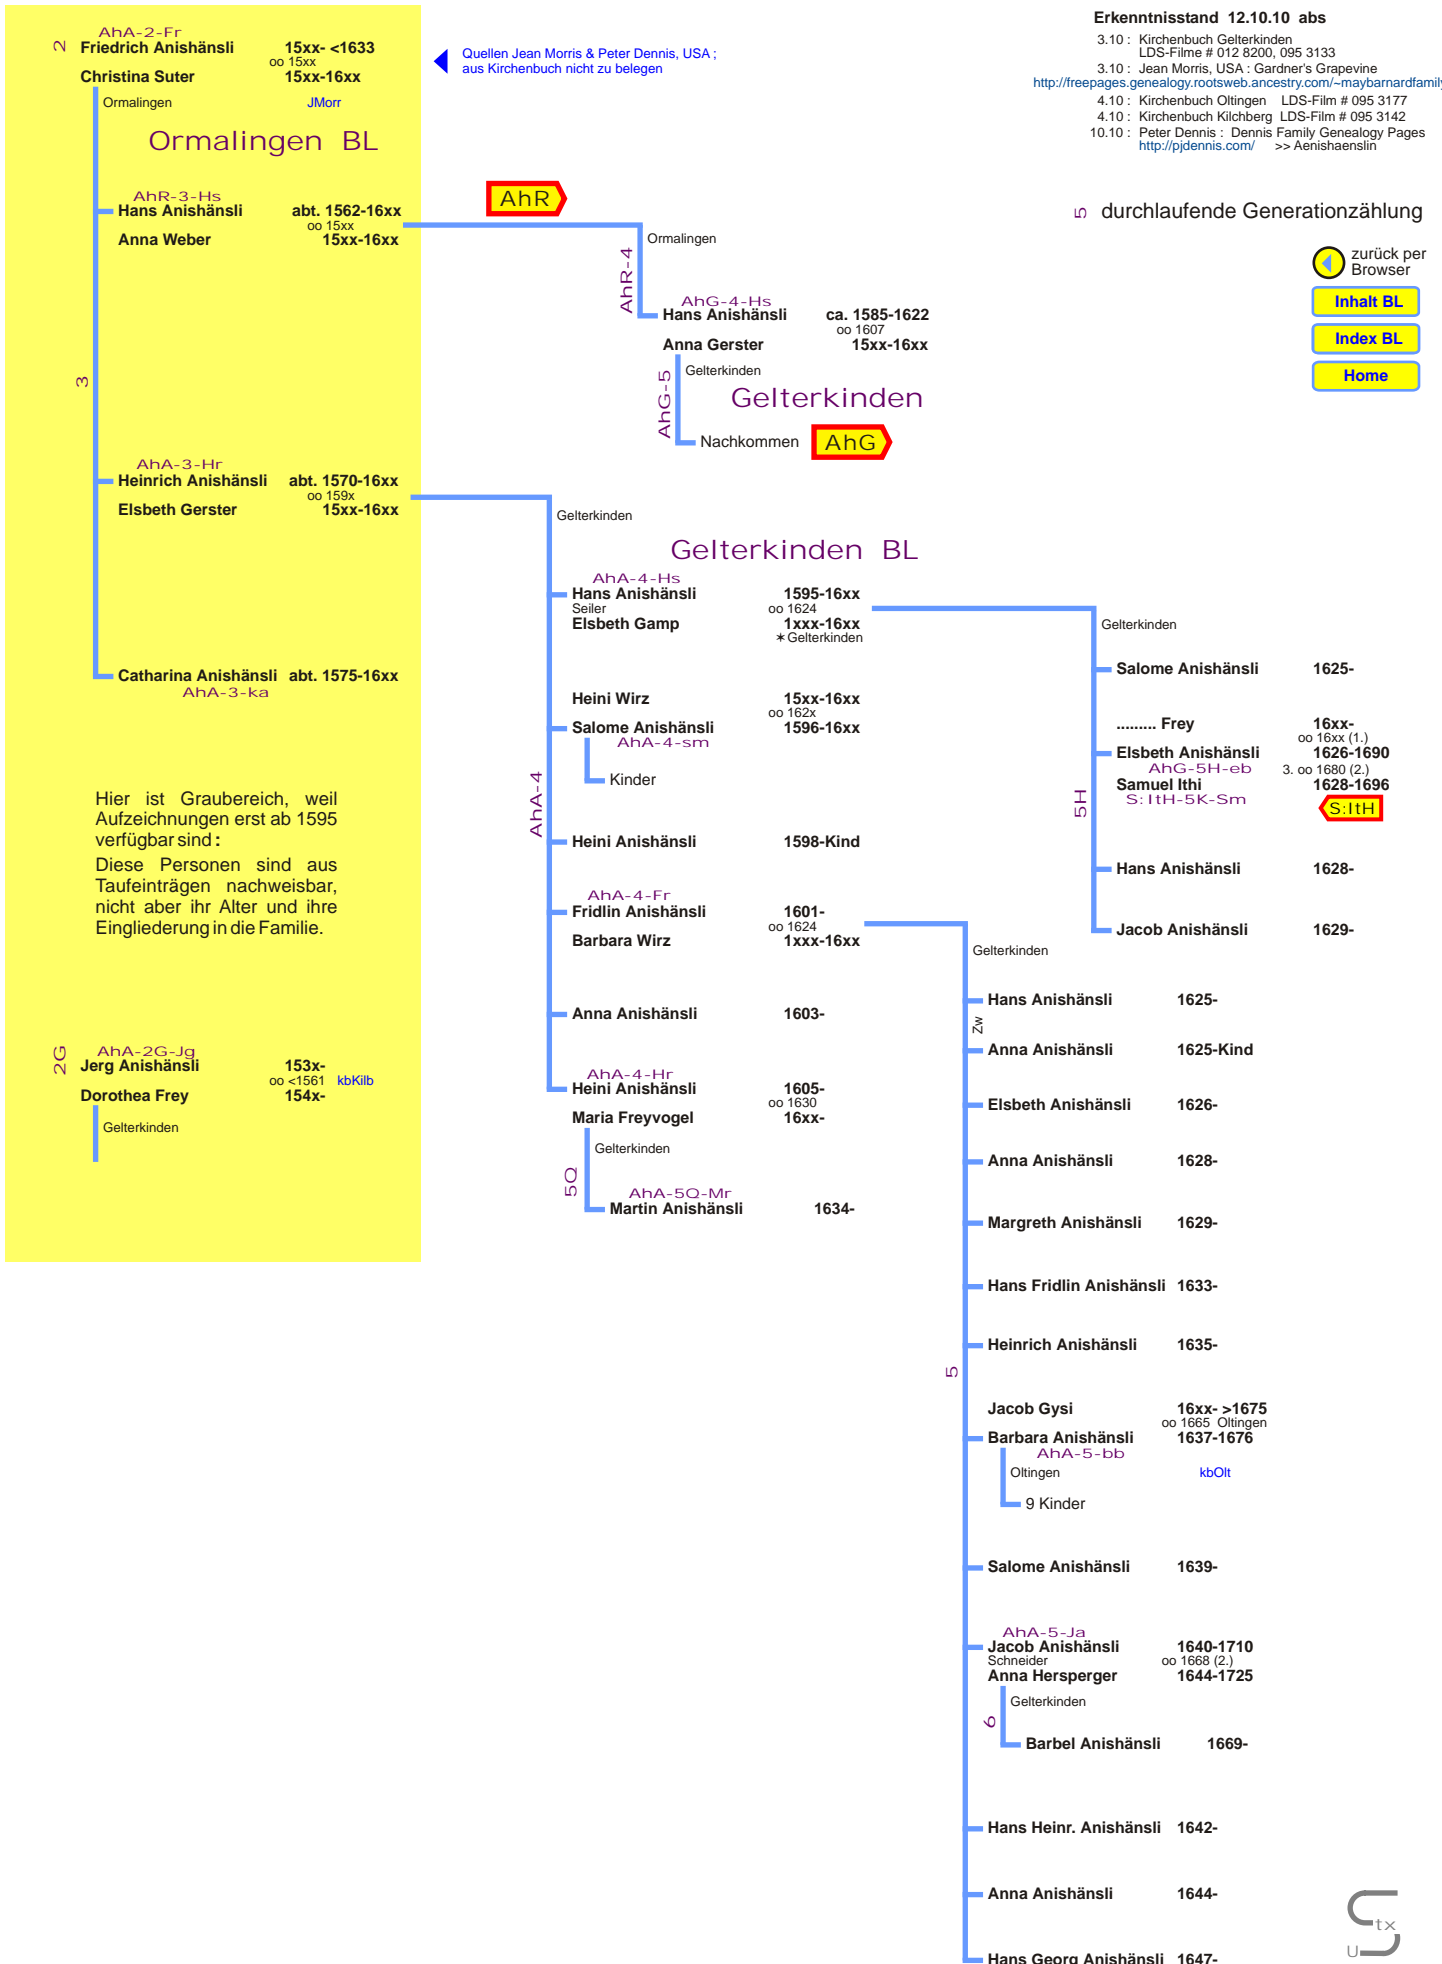 AhA-2-Fr
2
Friedrich Anishänsli 15xx- <1633
oo 15xx
Christina Suter 15xx-16xx
Ormalingen JMorr
Quellen Jean Morris & Peter Dennis, USA ;
aus Kirchenbuch nicht zu belegen
Erkenntnisstand 12.10.10 abs
3.10 : Kirchenbuch Gelterkinden
LDS-Filme # 012 8200, 095 3133
3.10 : Jean Morris, USA : Gardner's Grapevine
http://freepages.genealogy.rootsweb.ancestry.com/~maybarnardfamily
4.10 : Kirchenbuch Oltingen LDS-Film # 095 3177
4.10 : Kirchenbuch Kilchberg LDS-Film # 095 3142
10.10 : Peter Dennis : Dennis Family Genealogy Pages
http://pjdennis.com/ >> Aenishaenslin
5 durchlaufende Generationzählung
zurück per
Browser
Inhalt BL
Index BL
Home
Ormalingen BL
3
AhR-3-Hs
Hans Anishänsli abt. 1562-16xx
oo 15xx
Anna Weber 15xx-16xx
AhR
Ormalingen
AhR-4
AhG-4-Hs
Hans Anishänsli ca. 1585-1622
oo 1607
Anna Gerster 15xx-16xx
Gelterkinden
AhG-5
Gelterkinden
Nachkommen AhG
AhA-3-Hr
Heinrich Anishänsli abt. 1570-16xx
oo 159x
Elsbeth Gerster 15xx-16xx
Catharina Anishänsli abt. 1575-16xx
AhA-3-ka
Hier ist Graubereich, weil
Aufzeichnungen erst ab 1595
verfügbar sind :
Diese Personen sind aus
Taufeinträgen nachweisbar,
nicht aber ihr Alter und ihre
Eingliederung in die Familie.
2G
AhA-2G-Jg
Jerg Anishänsli 153x-
oo <1561 kbKilb
Dorothea Frey 154x-
Gelterkinden
Gelterkinden
Gelterkinden BL
AhA-4
AhA-4-Hs
Hans Anishänsli 1595-16xx
Seiler oo 1624
Elsbeth Gamp 1xxx-16xx
∗Gelterkinden
Heini Wirz 15xx-16xx
oo 162x
Salome Anishänsli 1596-16xx
AhA-4-sm
Kinder
Heini Anishänsli 1598-Kind
AhA-4-Fr
Fridlin Anishänsli 1601-
oo 1624
Barbara Wirz 1xxx-16xx
Anna Anishänsli 1603-
AhA-4-Hr
Heini Anishänsli 1605-
oo 1630
Maria Freyvogel 16xx-
Gelterkinden
5Q
AhA-5Q-Mr
Martin Anishänsli 1634-
Gelterkinden
5H
Salome Anishänsli 1625-
......... Frey 16xx-
oo 16xx (1.)
Elsbeth Anishänsli 1626-1690
AhG-5H-eb 3. oo 1680 (2.)
Samuel Ithi 1628-1696
S:ItH-5K-Sm S:ItH
Hans Anishänsli 1628-
Jacob Anishänsli 1629-
Gelterkinden
5
Hans Anishänsli 1625-
Zw
Anna Anishänsli 1625-Kind
Elsbeth Anishänsli 1626-
Anna Anishänsli 1628-
Margreth Anishänsli 1629-
Hans Fridlin Anishänsli 1633-
Heinrich Anishänsli 1635-
Jacob Gysi 16xx- >1675
oo 1665 Oltingen
Barbara Anishänsli 1637-1676
AhA-5-bb
Oltingen kbOlt
9 Kinder
Salome Anishänsli 1639-
AhA-5-Ja
Jacob Anishänsli 1640-1710
Schneider oo 1668 (2.)
Anna Hersperger 1644-1725
Gelterkinden
6
Barbel Anishänsli 1669-
Hans Heinr. Anishänsli 1642-
Anna Anishänsli 1644-
Hans Georg Anishänsli 1647-
S tx
U